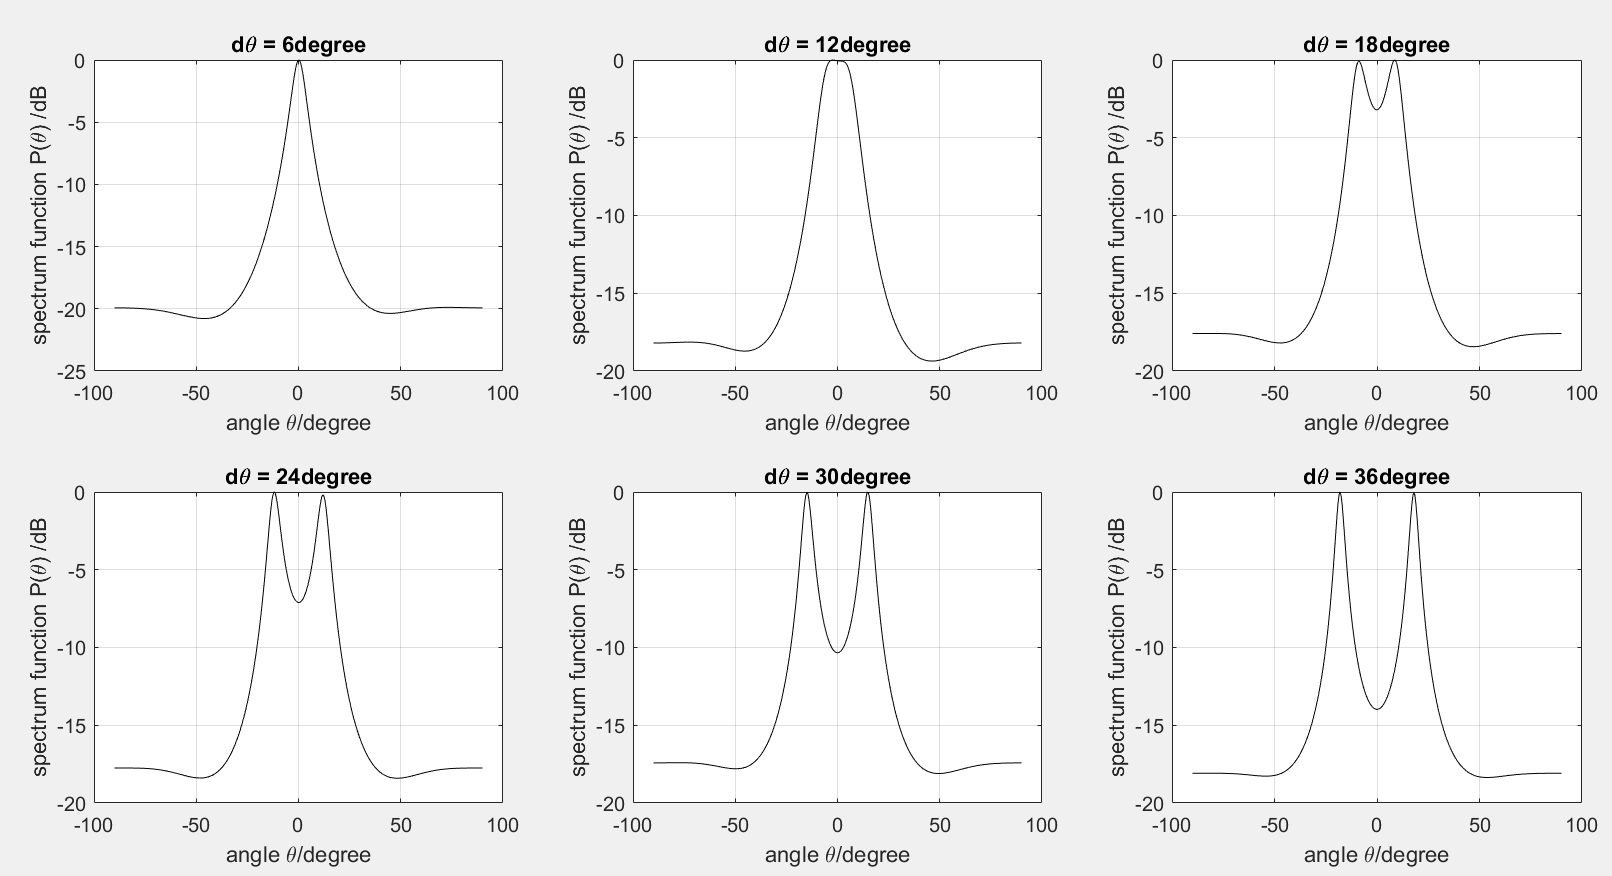 dθ = 6degree
0
-5
-10
-15
-20
-25
spectrum function P(θ) /dB
-100 -50 0 50 100
angle θ/degree
dθ = 12degree
0
-5
-10
-15
-20
spectrum function P(θ) /dB
-100 -50 0 50 100
angle θ/degree
dθ = 18degree
0
-5
-10
-15
-20
spectrum function P(θ) /dB
-100 -50 0 50 100
angle θ/degree
dθ = 24degree
0
-5
-10
-15
-20
spectrum function P(θ) /dB
-100 -50 0 50 100
angle θ/degree
dθ = 30degree
0
-5
-10
-15
-20
spectrum function P(θ) /dB
-100 -50 0 50 100
angle θ/degree
dθ = 36degree
0
-5
-10
-15
-20
spectrum function P(θ) /dB
-100 -50 0 50 100
angle θ/degree